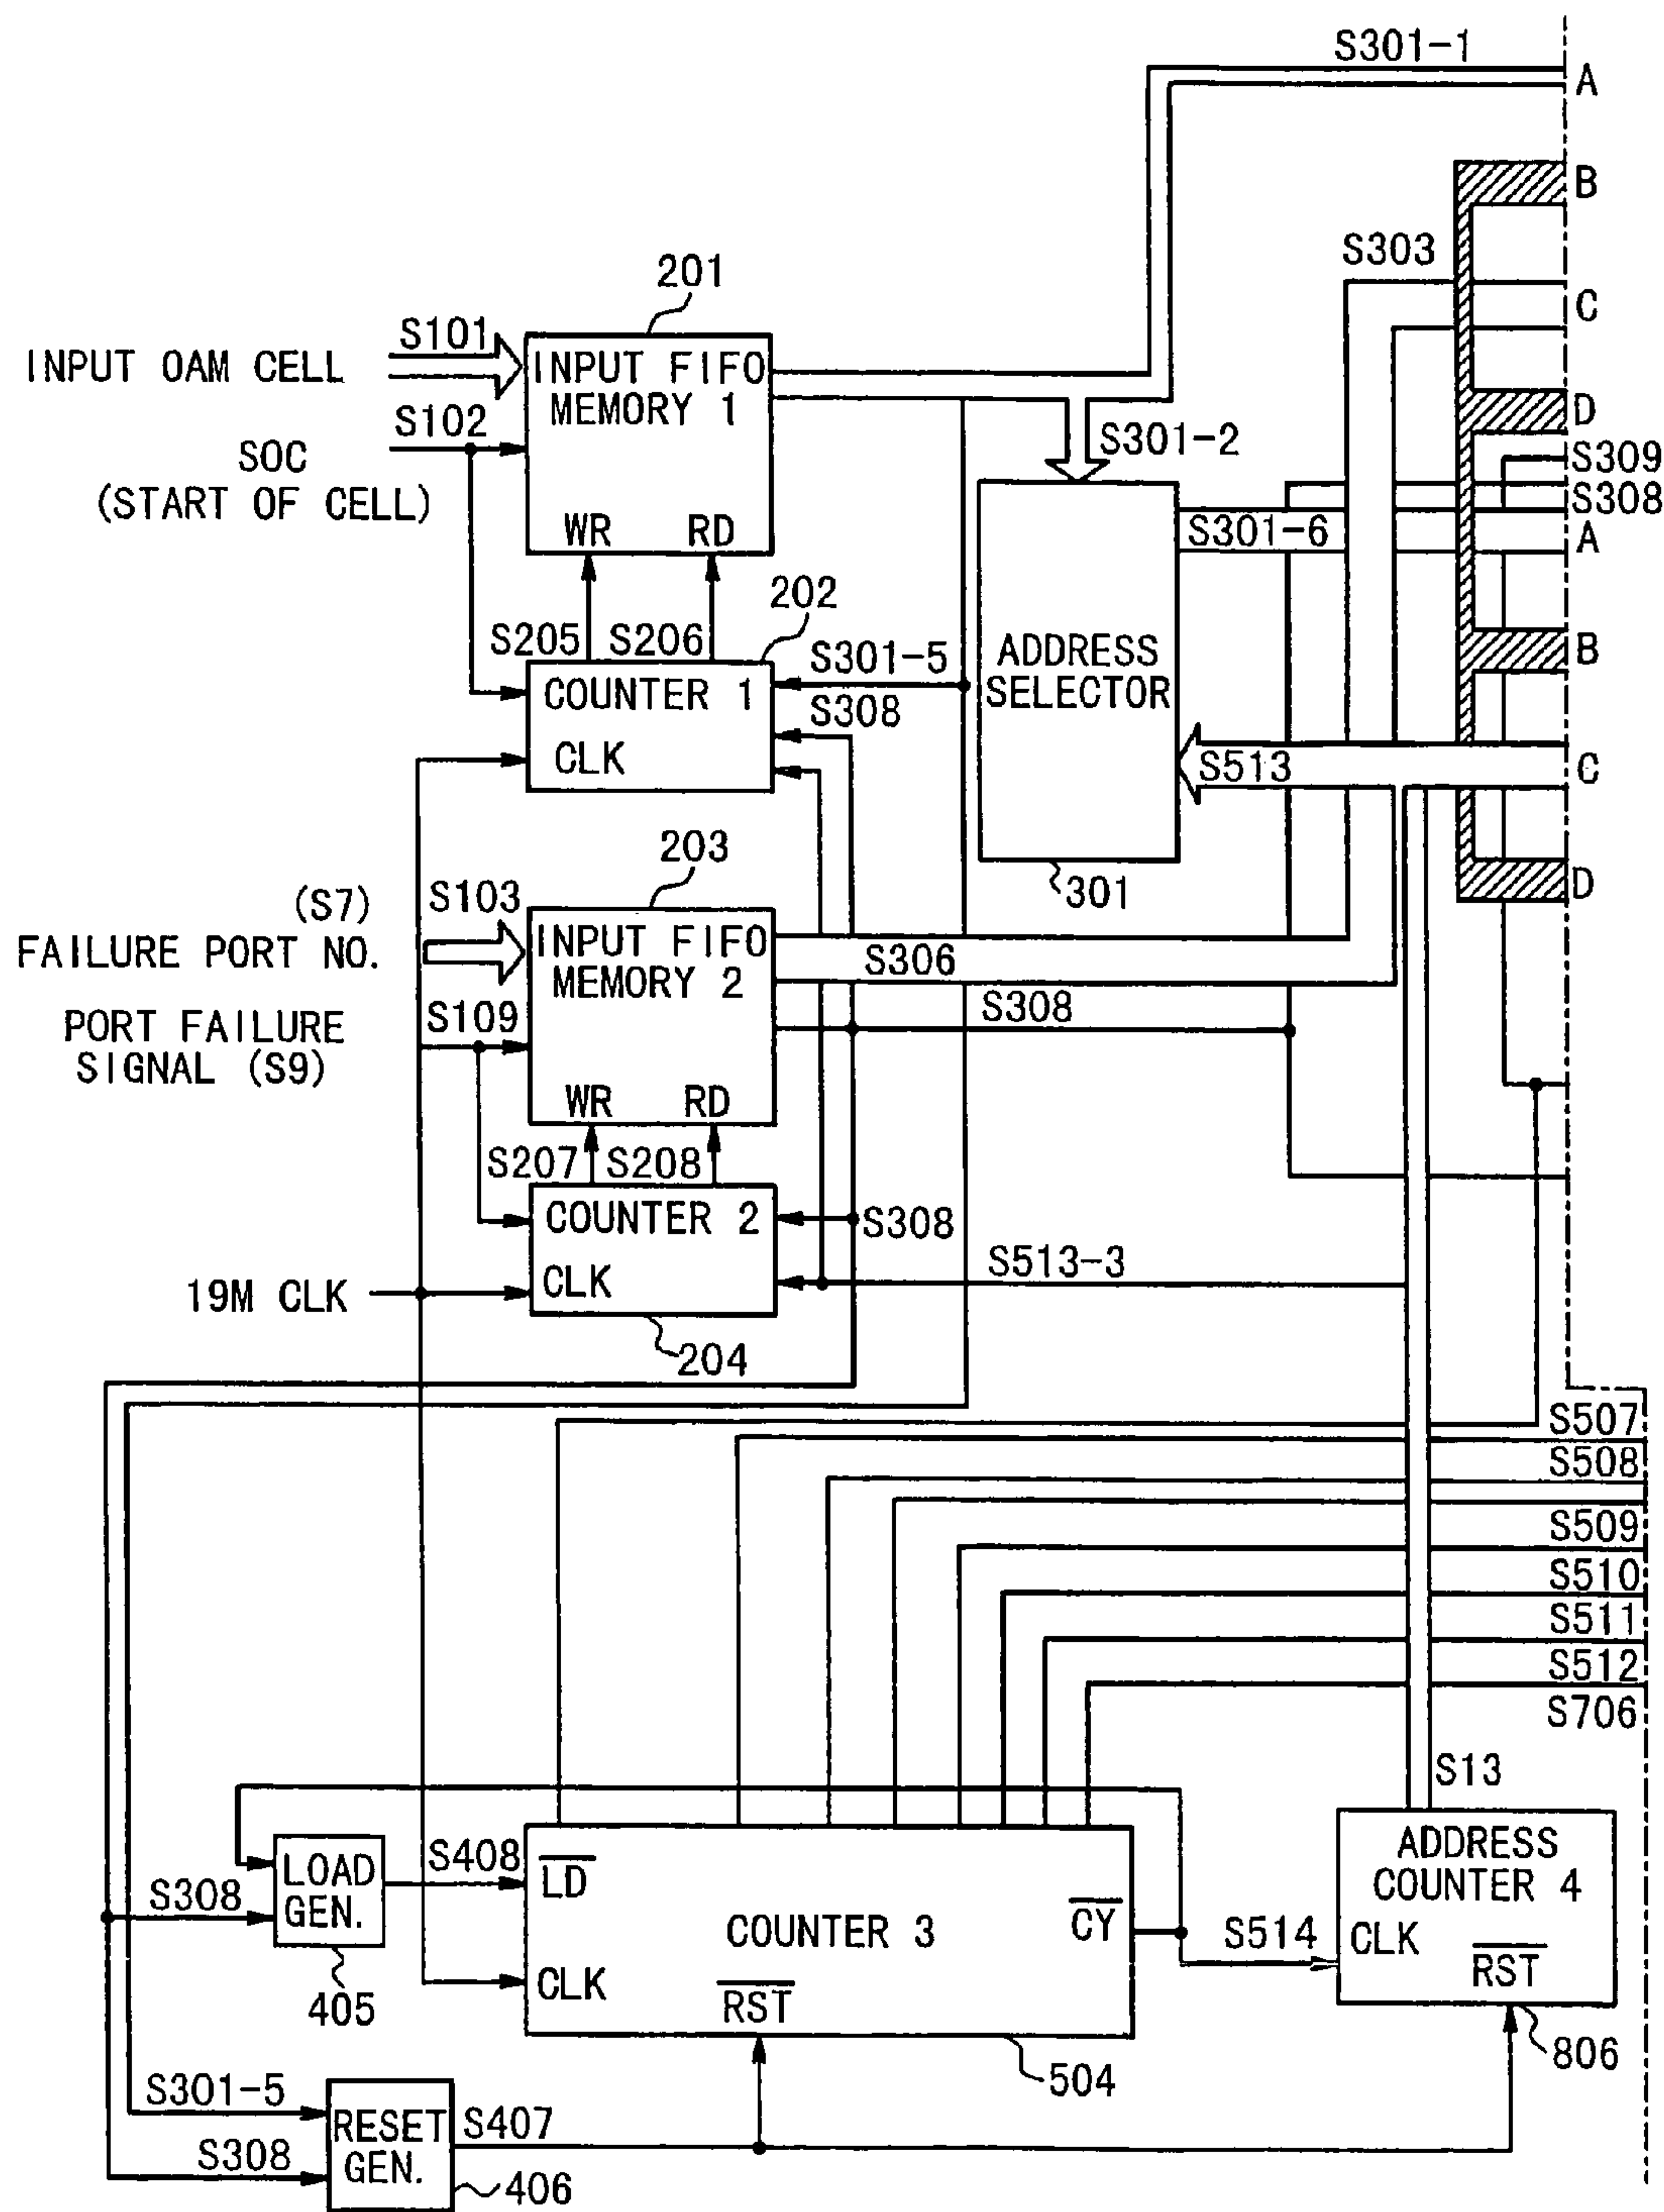 S301-1
A
B
S303
C
201
INPUT OAM CELL
S101
INPUT FIFO
MEMORY 1
S102
SOC
(START OF CELL)
WR RD
S301-2
D
S309
S308
S301-6
A
202
S205 S206
S301-5
COUNTER 1
S308
CLK
ADDRESS
SELECTOR
B
S513
C
203
301
D
(S7)
FAILURE PORT NO.
S103
INPUT FIFO
MEMORY 2
S306
PORT FAILURE
SIGNAL (S9)
S109
S308
WR RD
S207 S208
COUNTER 2
S308
CLK
S513-3
19M CLK
204
S507
S508
S509
S510
S511
S512
S706
S13
LOAD
GEN.
S408
S308
405
LD
COUNTER 3
CY
CLK
RST
504
S514
ADDRESS
COUNTER 4
CLK
RST
806
S301-5
RESET
GEN.
S407
S308
406